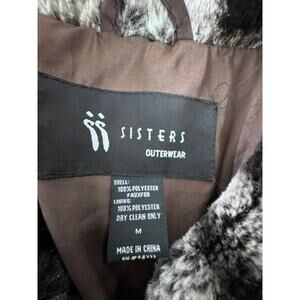 SISTERS
OUTERWEAR
SHELL:
100% POLYESTER
FAUX FUR
LINING:
100% POLYESTER
DRY CLEAN ONLY
M
MADE IN CHINA